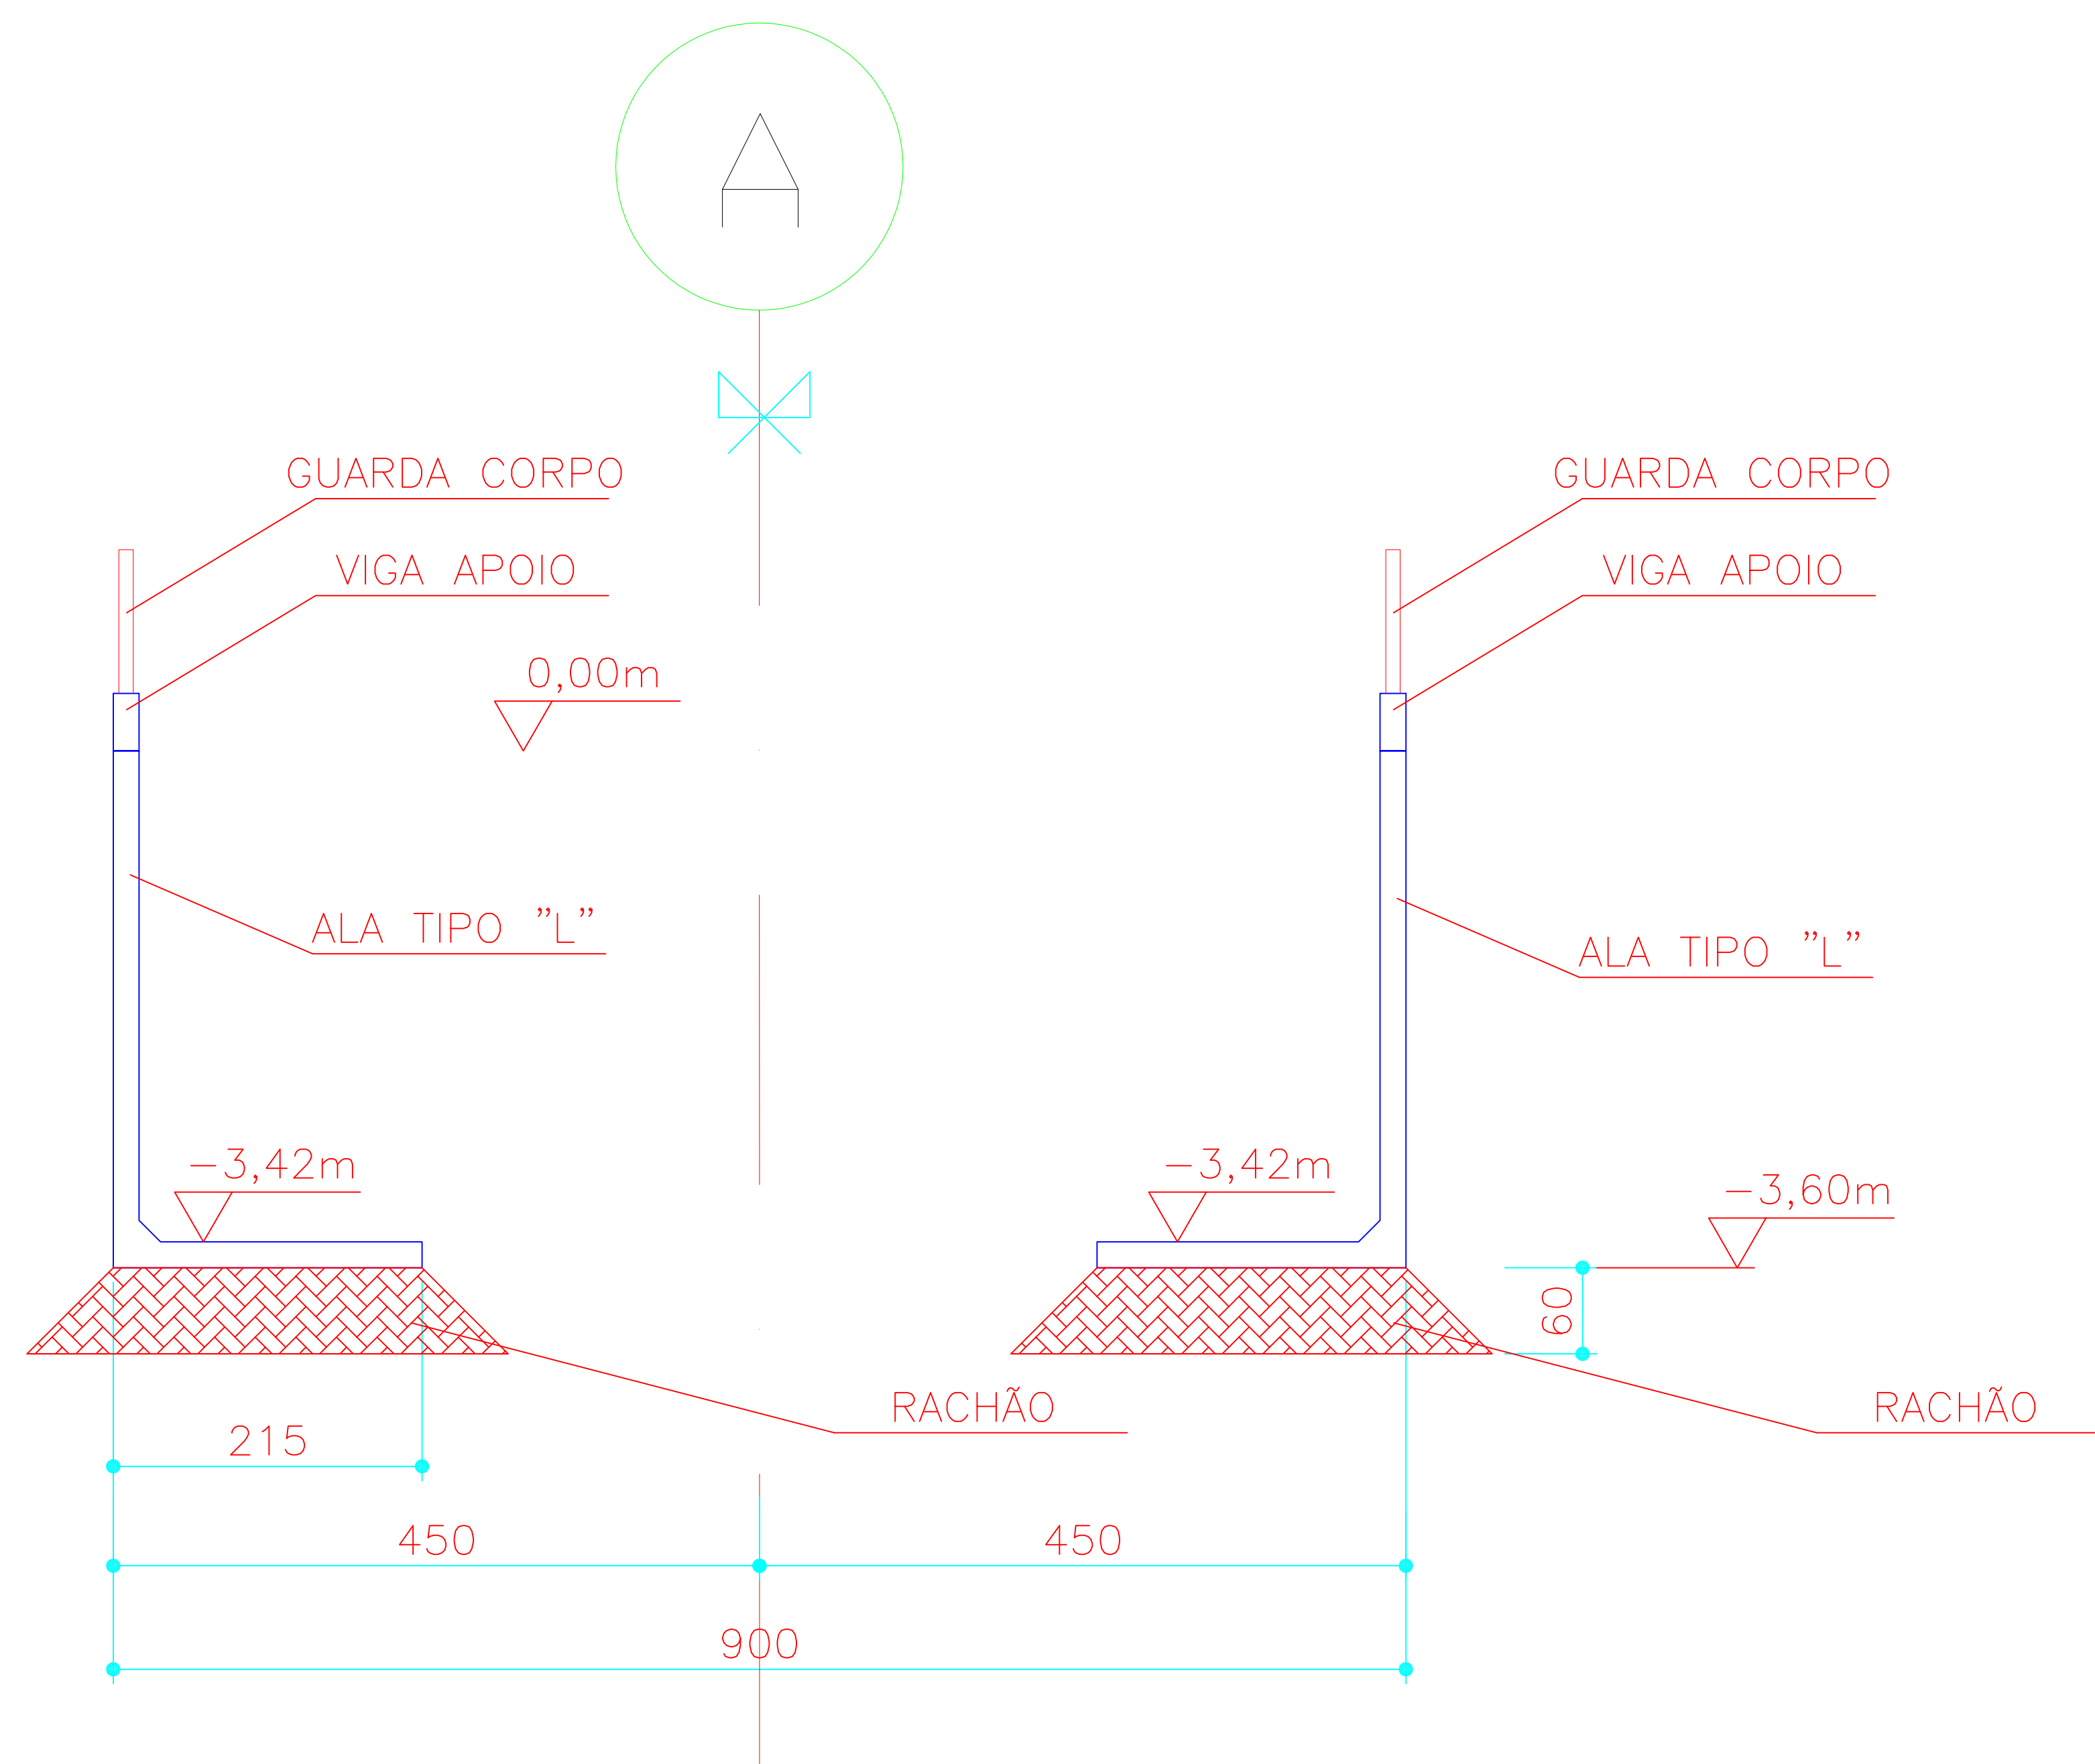 A
GUARDA CORPO
GUARDA CORPO
VIGA APOIO
VIGA APOIO
0,00m
ALA TIPO "L"
ALA TIPO "L"
-3,42m
-3,42m
-3,60m
60
RACHÃO
RACHÃO
215
450
450
900